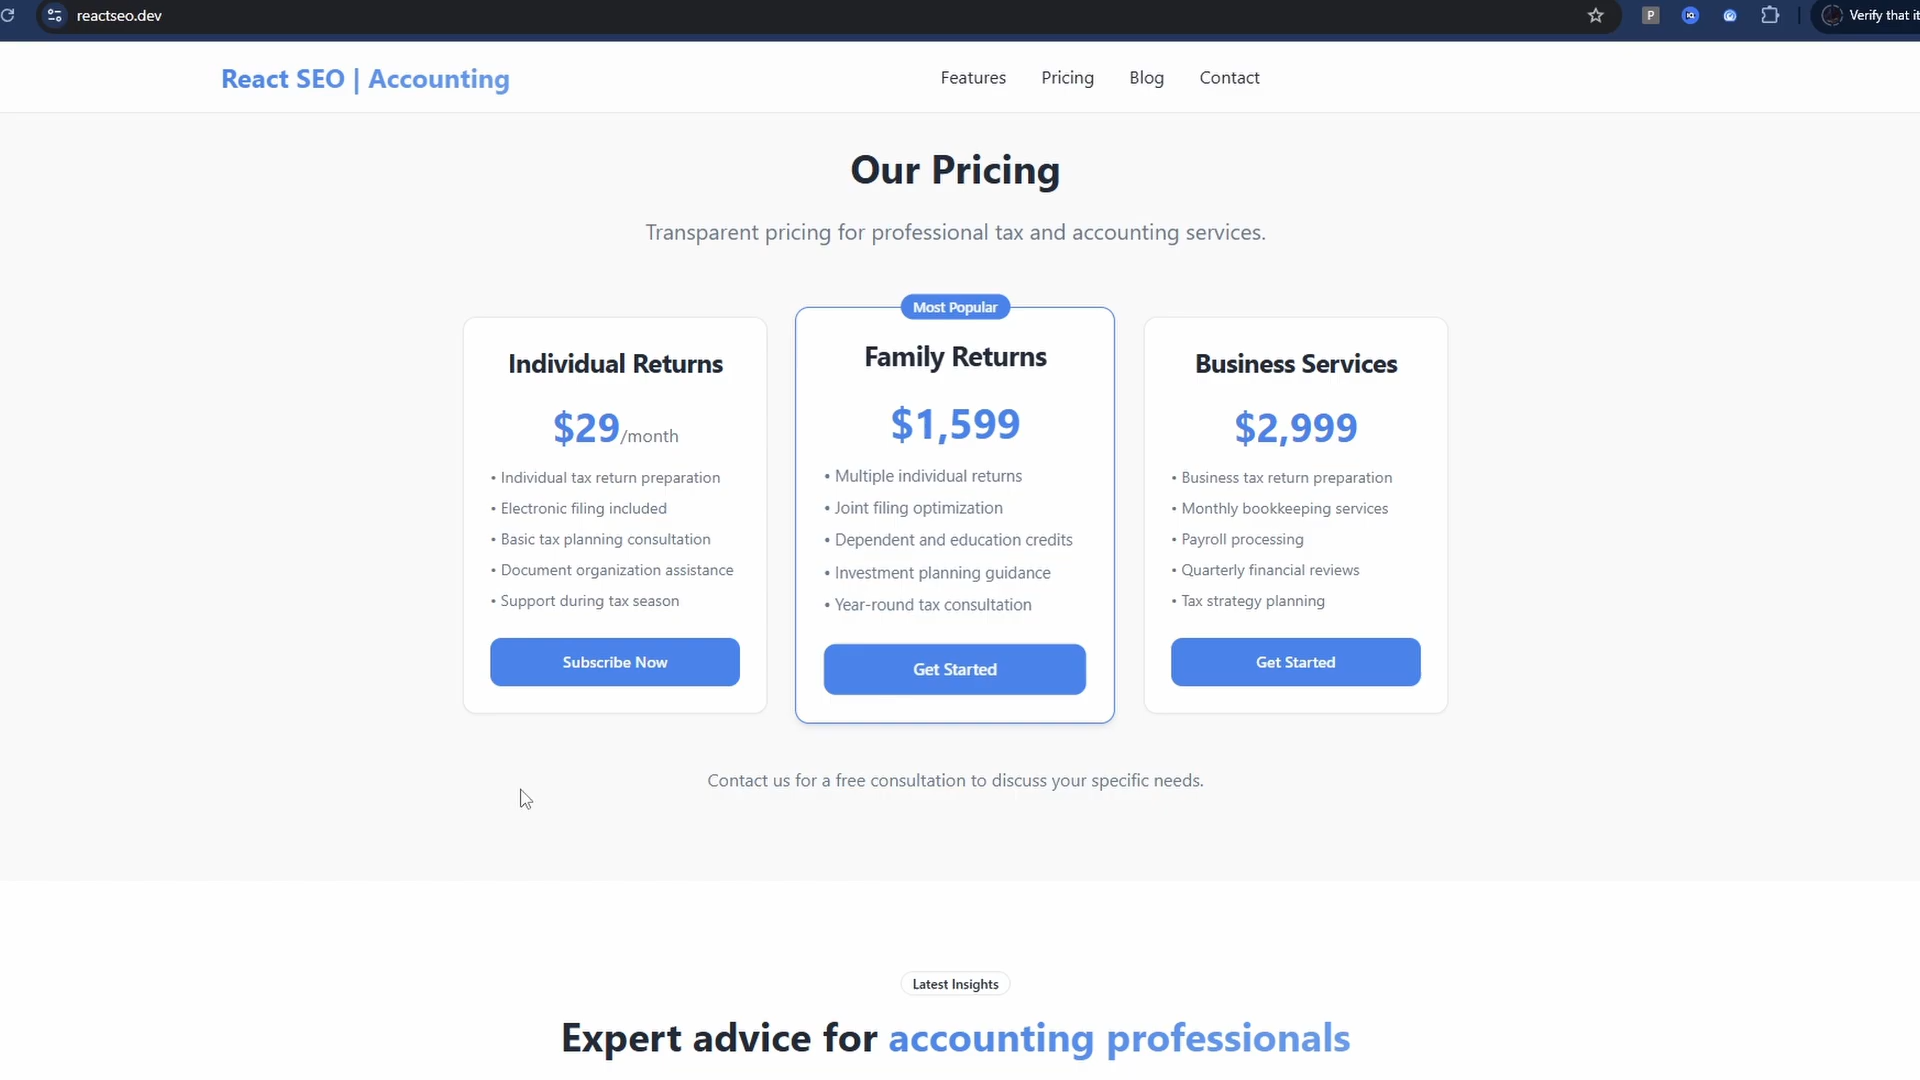 reactseo.dev
P
Verify that it
React SEO | Accounting
Features
Pricing
Blog
Contact
Our Pricing
Transparent pricing for professional tax and accounting services.
Individual Returns
$29/month
• Individual tax return preparation
• Electronic filing included
• Basic tax planning consultation
• Document organization assistance
• Support during tax season
Subscribe Now
Most Popular
Family Returns
$1,599
• Multiple individual returns
• Joint filing optimization
• Dependent and education credits
• Investment planning guidance
• Year-round tax consultation
Get Started
Business Services
$2,999
• Business tax return preparation
• Monthly bookkeeping services
• Payroll processing
• Quarterly financial reviews
• Tax strategy planning
Get Started
Contact us for a free consultation to discuss your specific needs.
Latest Insights
Expert advice for accounting professionals